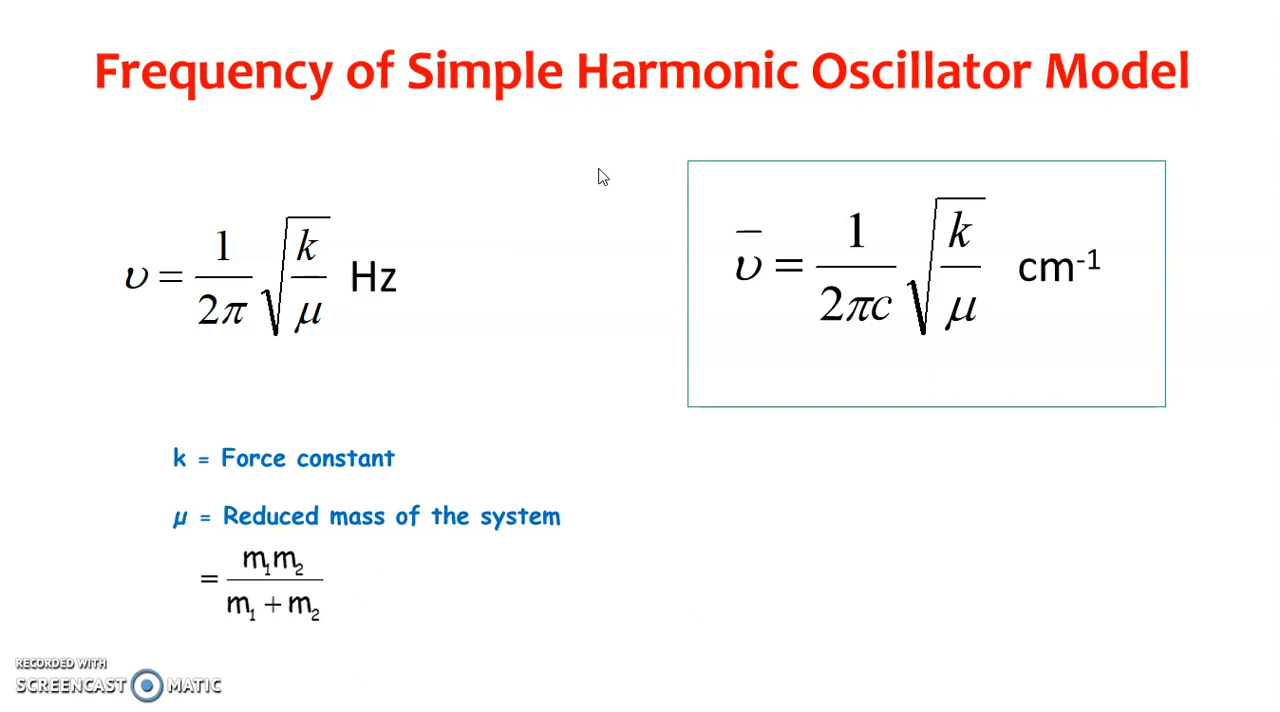 Frequency of Simple Harmonic Oscillator Model
υ = 1/2π √(k/μ) Hz
ῡ = 1/2πc √(k/μ) cm⁻¹
k = Force constant
μ = Reduced mass of the system
= m₁m₂/m₁ + m₂
RECORDED WITH
SCREENCAST MATIC